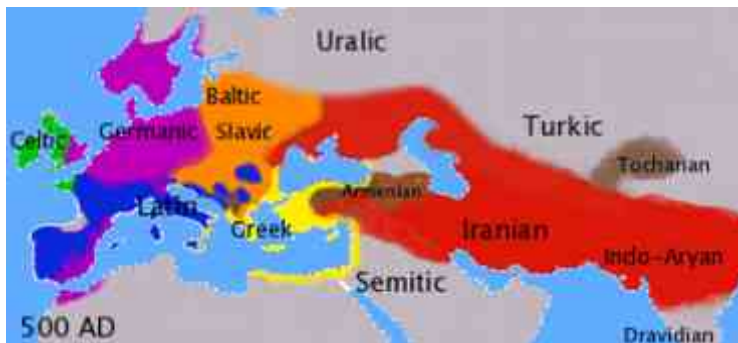 Uralic
Baltic
Celtic
Germanic
Slavic
Turkic
Tocharian
Armenian
Latin
Greek
Iranian
Indo-Aryan
Semitic
500 AD
Dravidian